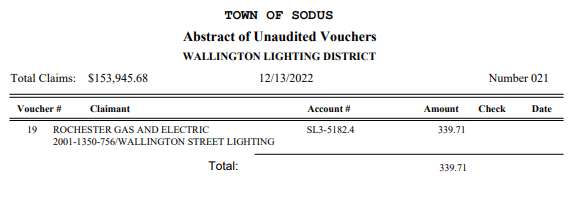 TOWN OF SODUS
Abstract of Unaudited Vouchers
WALLINGTON LIGHTING DISTRICT
Total Claims: $153,945.68 12/13/2022 Number 021
Voucher # Claimant Account # Amount Check Date
19 ROCHESTER GAS AND ELECTRIC SL3-5182.4 339.71
2001-1350-756/WALLINGTON STREET LIGHTING
Total: 339.71